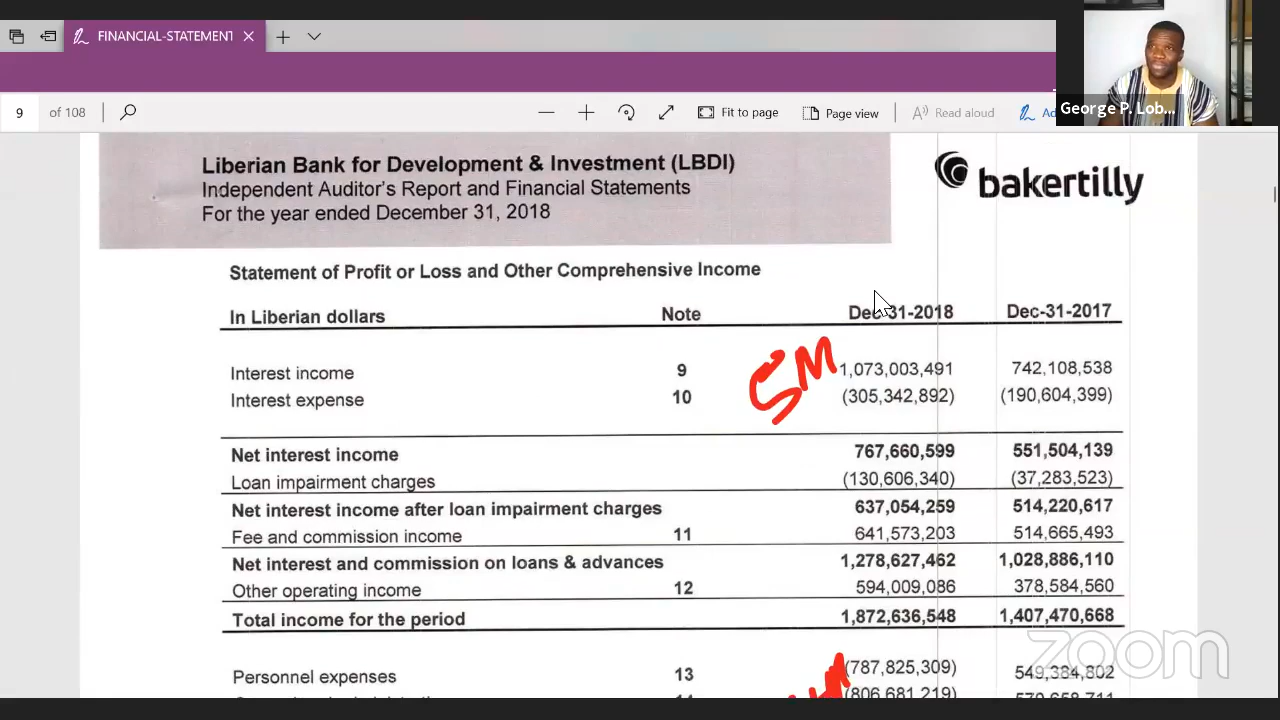 FINANCIAL-STATEMENT
George P. Lob...
9 of 108 Fit to page Page view Read aloud
Liberian Bank for Development & Investment (LBDI)
Independent Auditor's Report and Financial Statements
For the year ended December 31, 2018
bakertilly
Statement of Profit or Loss and Other Comprehensive Income
In Liberian dollars Note Dec-31-2018 Dec-31-2017
Interest income 9 1,073,003,491 742,108,538
SM
Interest expense 10 (305,342,892) (190,604,399)
Net interest income 767,660,599 551,504,139
Loan impairment charges (130,606,340) (37,283,523)
Net interest income after loan impairment charges 637,054,259 514,220,617
Fee and commission income 11 641,573,203 514,665,493
Net interest and commission on loans & advances 1,278,627,462 1,028,886,110
Other operating income 12 594,009,086 378,584,560
Total income for the period 1,872,636,548 1,407,470,668
zoom
Personnel expenses 13 (787,825,309) 549,384,802
(806,681,219)